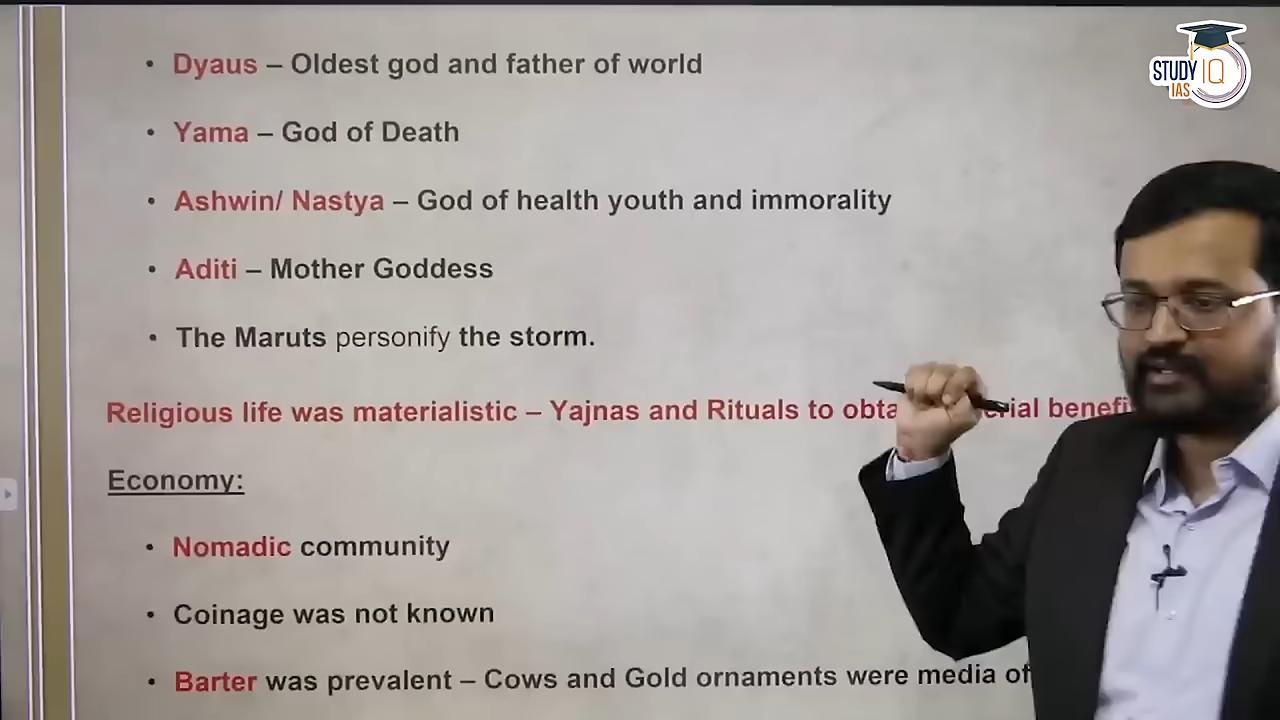 STUDY IQ
IAS
• Dyaus – Oldest god and father of world
• Yama – God of Death
• Ashwin/ Nastya – God of health youth and immorality
• Aditi – Mother Goddess
• The Maruts personify the storm.
Religious life was materialistic – Yajnas and Rituals to
Economy:
• Nomadic community
• Coinage was not known
• Barter was prevalent – Cows and Gold ornaments were media of